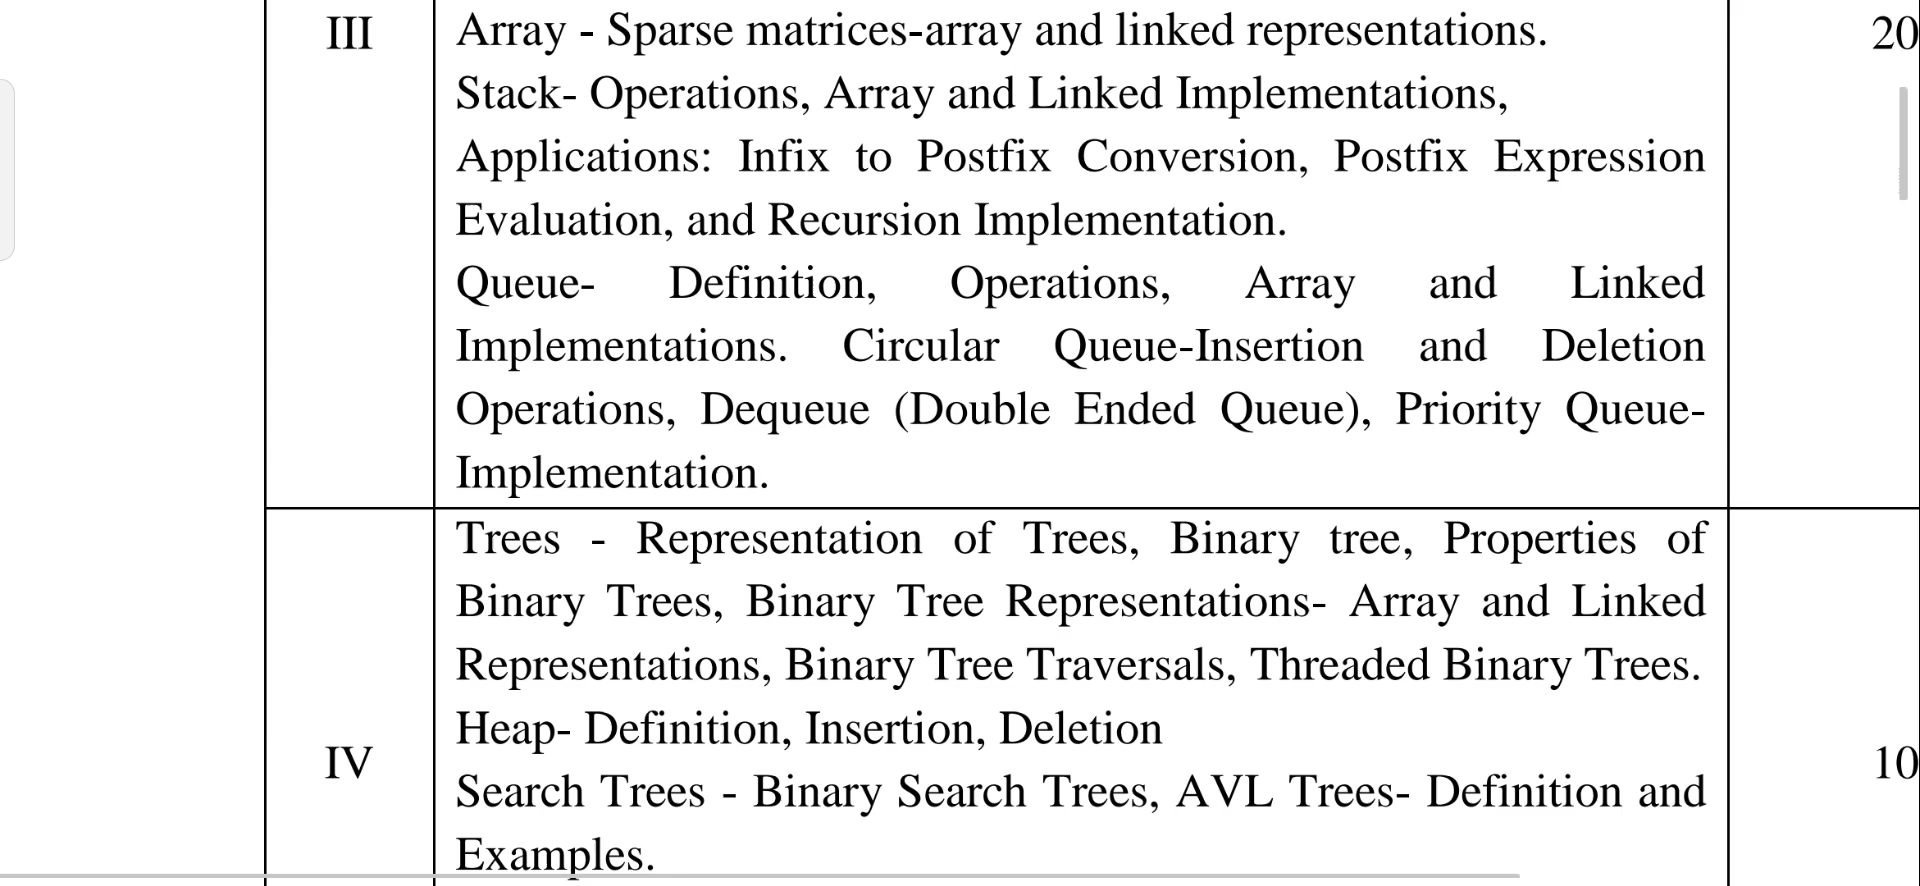 III
Array - Sparse matrices-array and linked representations.
20
Stack- Operations, Array and Linked Implementations,
Applications: Infix to Postfix Conversion, Postfix Expression
Evaluation, and Recursion Implementation.
Queue- Definition, Operations, Array and Linked
Implementations. Circular Queue-Insertion and Deletion
Operations, Dequeue (Double Ended Queue), Priority Queue-
Implementation.
Trees - Representation of Trees, Binary tree, Properties of
Binary Trees, Binary Tree Representations- Array and Linked
Representations, Binary Tree Traversals, Threaded Binary Trees.
Heap- Definition, Insertion, Deletion
IV
10
Search Trees - Binary Search Trees, AVL Trees- Definition and
Examples.